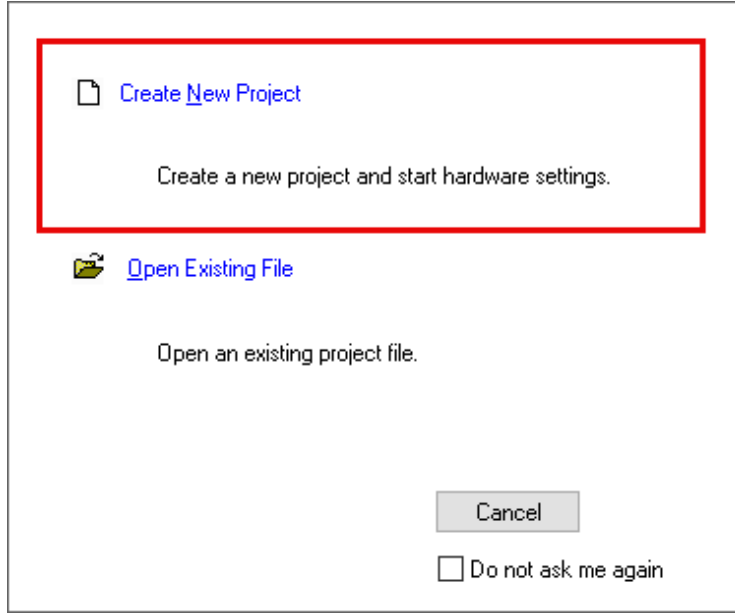 Create New Project
Create a new project and start hardware settings.
Open Existing File
Open an existing project file.
Cancel
Do not ask me again